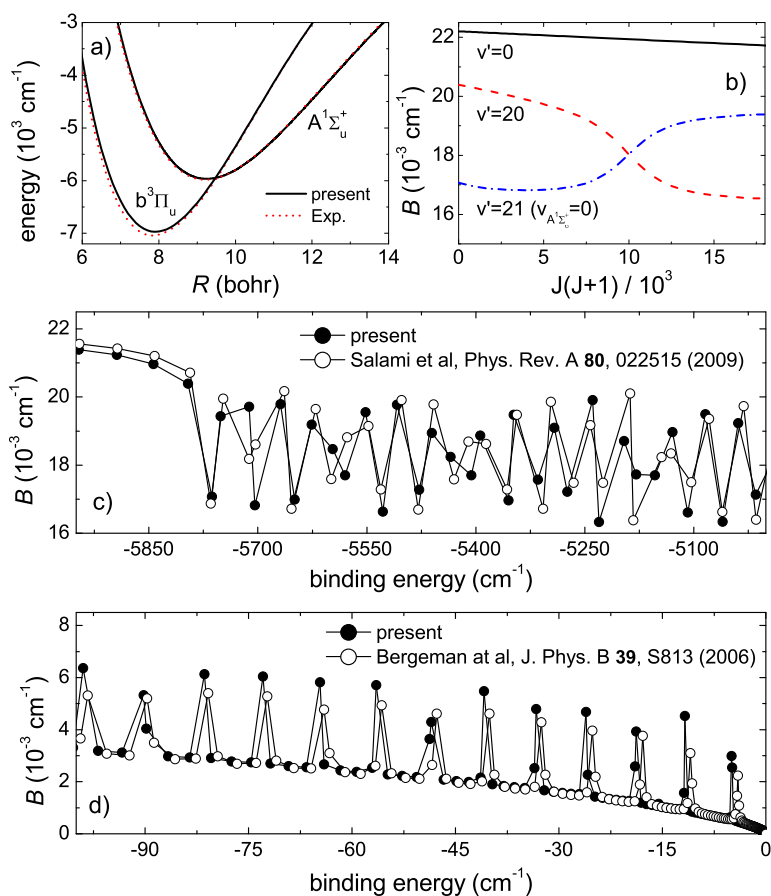 -3
-4
-5
-6
-7
energy (10³ cm⁻¹)
a)
A¹Σᵤ⁺
b³Πᵤ
present
Exp.
6 8 10 12 14
R (bohr)
22
20
18
16
B (10⁻³ cm⁻¹)
v'=0
b)
v'=20
v'=21 (v_A¹Σᵤ⁺=0)
0 5 10 15
J(J+1) / 10³
22
20
18
16
B (10⁻³ cm⁻¹)
present
Salami et al, Phys. Rev. A 80, 022515 (2009)
c)
-5850 -5700 -5550 -5400 -5250 -5100
binding energy (cm⁻¹)
8
6
4
2
0
B (10⁻³ cm⁻¹)
present
Bergeman at al, J. Phys. B 39, S813 (2006)
d)
-90 -75 -60 -45 -30 -15 0
binding energy (cm⁻¹)